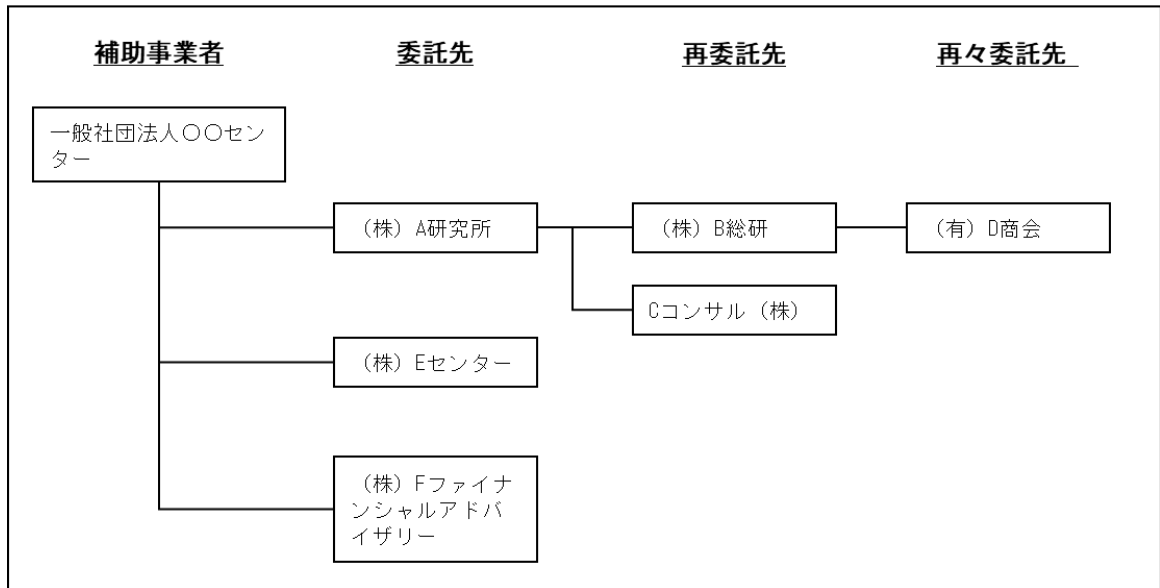 補助事業者
委託先
再委託先
再々委託先
一般社団法人〇〇セン
ター
(株)A研究所
(株)B総研
(有)D商会
Cコンサル(株)
(株)Eセンター
(株)Fファイナ
ンシャルアドバ
イザリー